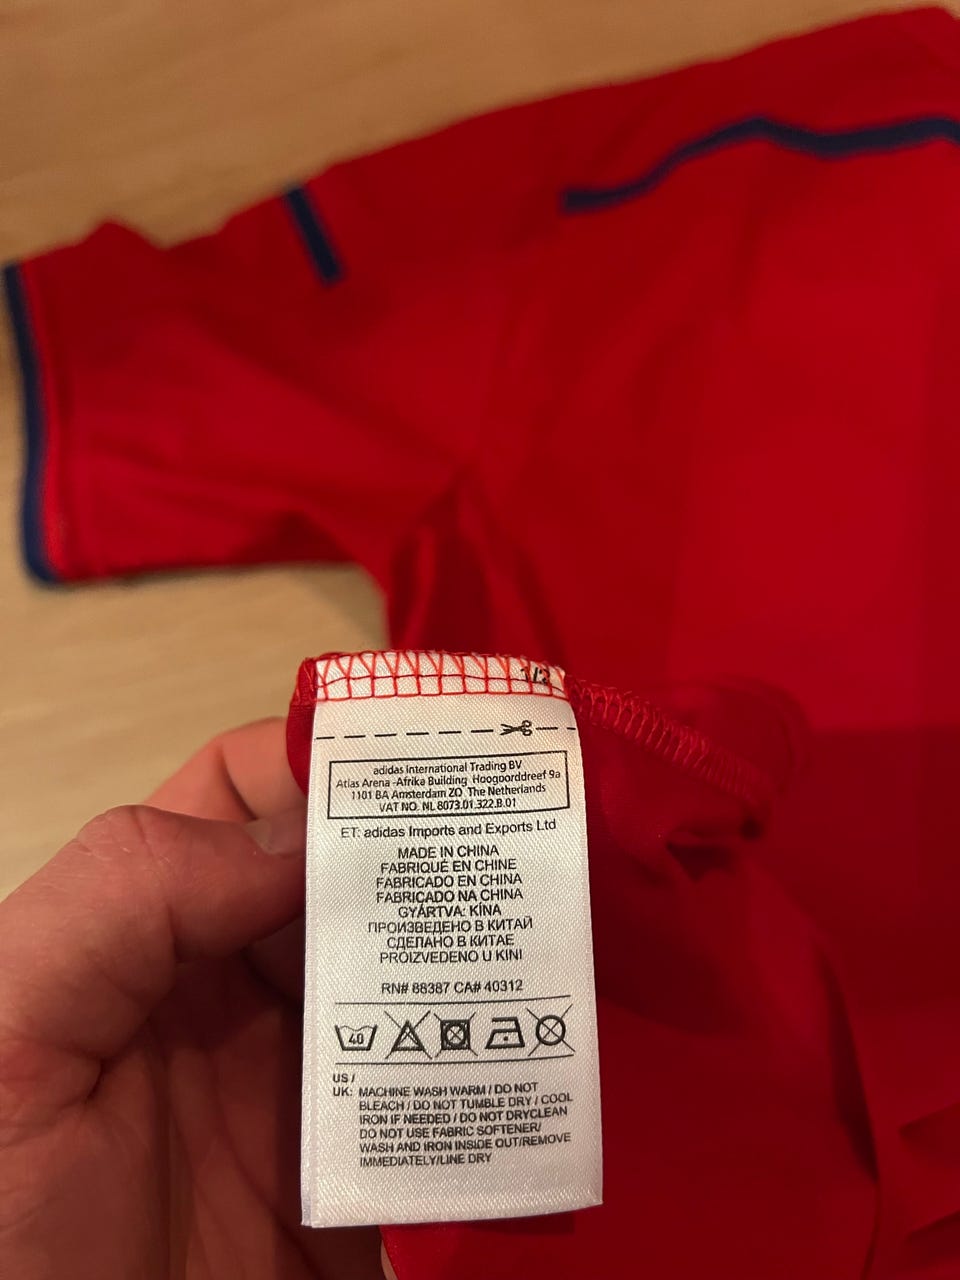 1/2
adidas International Trading BV
Atlas Arena -Afrika Building Hoogoorddreef 9a
1101 BA Amsterdam ZO The Netherlands
VAT NO. NL 8073.01.322.B.01
ET: adidas Imports and Exports Ltd
MADE IN CHINA
FABRIQUÉ EN CHINE
FABRICADO EN CHINA
FABRICADO NA CHINA
GYÁRTVA: KÍNA
ПРОИЗВЕДЕНО В КИТАЙ
СДЕЛАНО В КИТАЕ
PROIZVEDENO U KINI
RN# 88387 CA# 40312
40
US /
UK: MACHINE WASH WARM / DO NOT
BLEACH / DO NOT TUMBLE DRY / COOL
IRON IF NEEDED / DO NOT DRYCLEAN
DO NOT USE FABRIC SOFTENER/
WASH AND IRON INSIDE OUT/REMOVE
IMMEDIATELY/LINE DRY